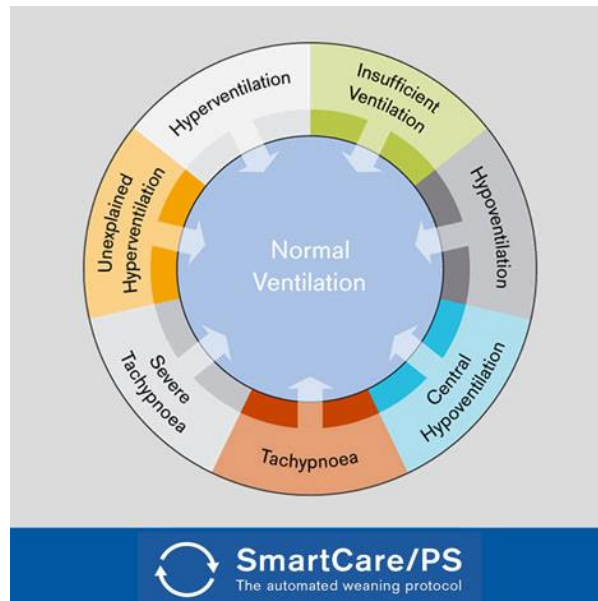 Hyperventilation
Insufficient
Ventilation
Hypoventilation
Central
Hypoventilation
Tachypnoea
Severe
Tachypnoea
Unexplained
Hyperventilation
Normal
Ventilation
SmartCare/PS
The automated weaning protocol